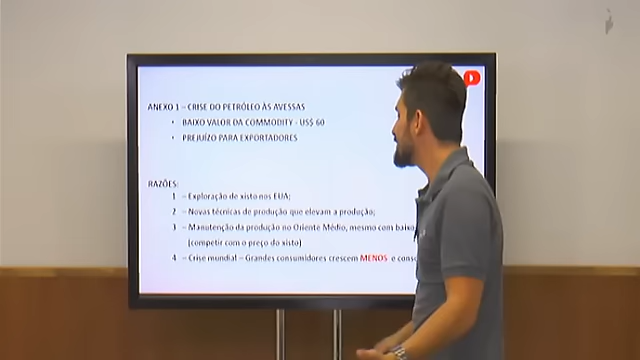 ANEXO 1 – CRISE DO PETRÓLEO ÀS AVESSAS
• BAIXO VALOR DA COMMODITY - US$ 60
• PREJUÍZO PARA EXPORTADORES
RAZÕES:
1 – Exploração de xisto nos EUA;
2 – Novas técnicas de produção que elevam a produção;
3 – Manutenção da produção no Oriente Médio, mesmo com baixo
(competir com o preço do xisto)
4 – Crise mundial – Grandes consumidores crescem MENOS e